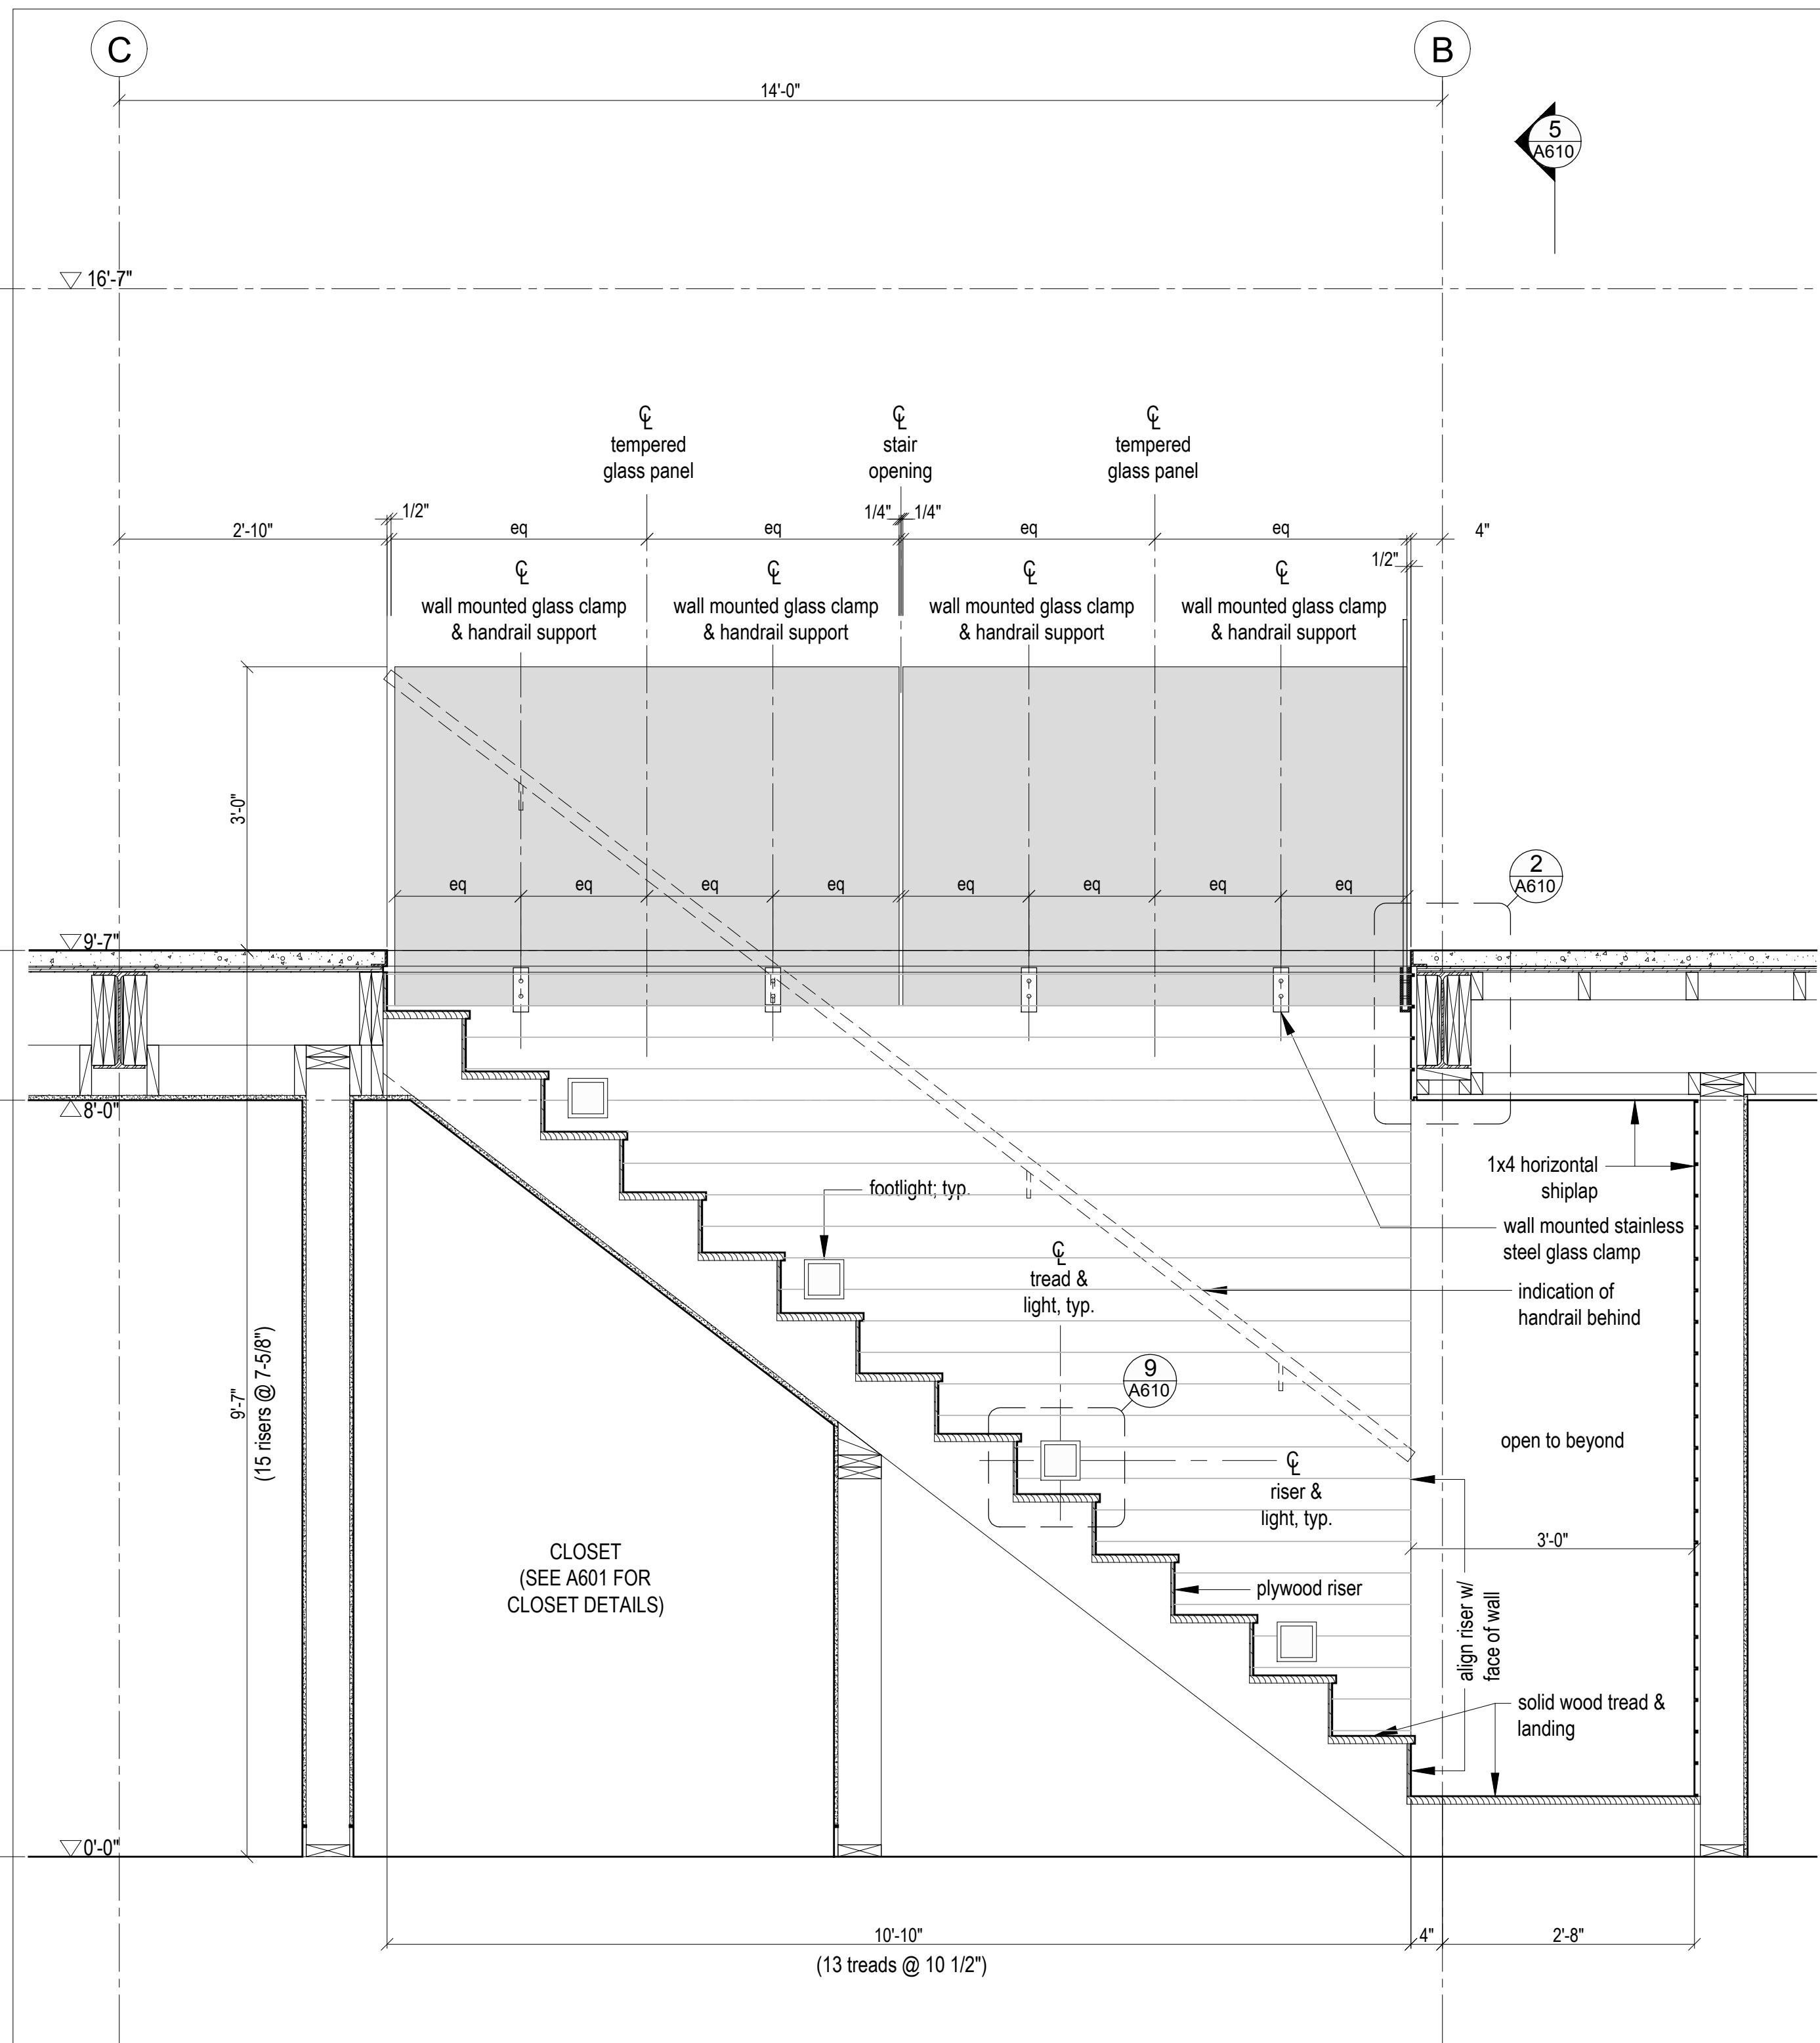 C
B
14'-0"
5
A610
16'-7"
℄
tempered
glass panel
℄
stair
opening
℄
tempered
glass panel
2'-10"
1/2"
eq
eq
1/4"
1/4"
eq
eq
4"
1/2"
℄
wall mounted glass clamp
& handrail support
℄
wall mounted glass clamp
& handrail support
℄
wall mounted glass clamp
& handrail support
℄
wall mounted glass clamp
& handrail support
3'-0"
eq
eq
eq
eq
eq
eq
eq
eq
2
A610
9'-7"
8'-0"
1x4 horizontal
shiplap
footlight; typ.
wall mounted stainless
steel glass clamp
℄
tread &
light, typ.
indication of
handrail behind
9
A610
9'-7"
(15 risers @ 7-5/8")
open to beyond
℄
riser &
light, typ.
3'-0"
CLOSET
(SEE A601 FOR
CLOSET DETAILS)
plywood riser
align riser w/
face of wall
solid wood tread &
landing
0'-0"
10'-10"
(13 treads @ 10 1/2")
4"
2'-8"